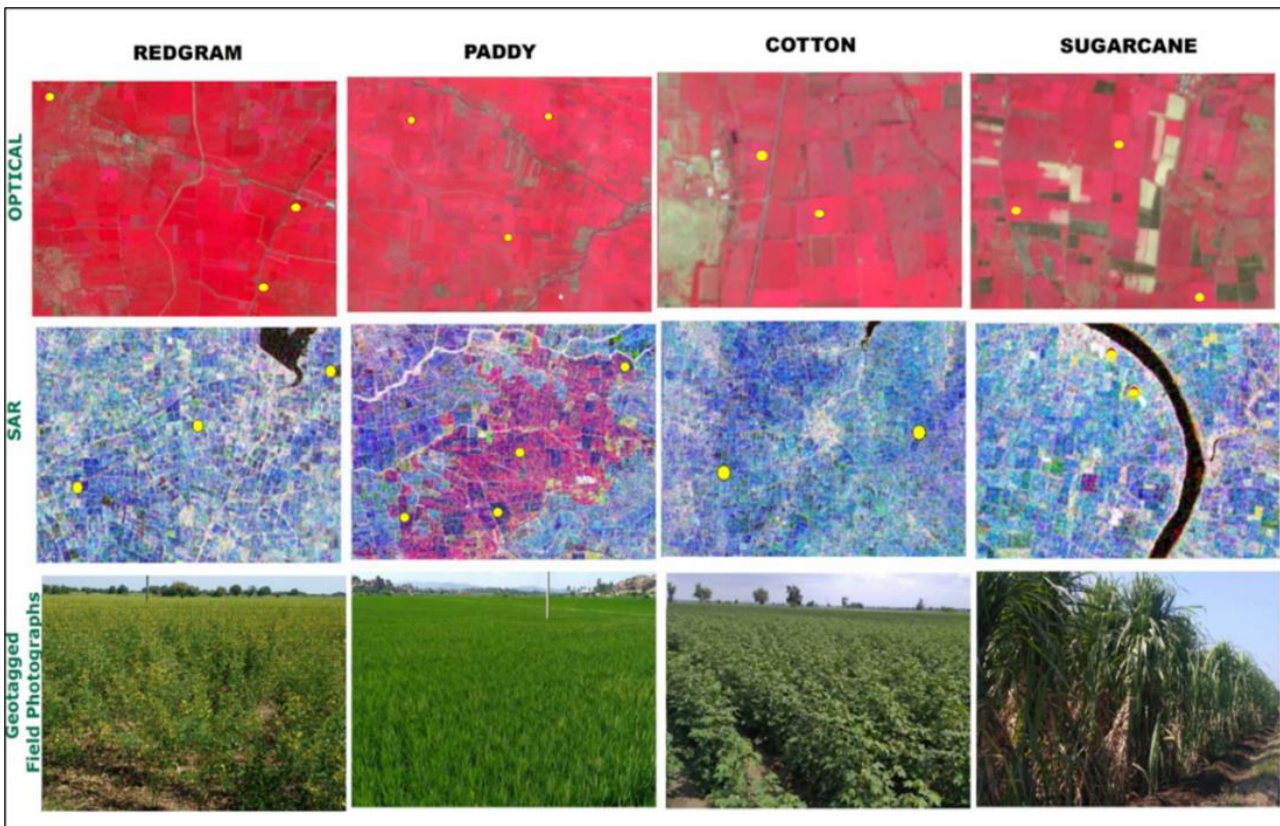 REDGRAM
PADDY
COTTON
SUGARCANE
OPTICAL
SAR
Geotagged
Field Photographs